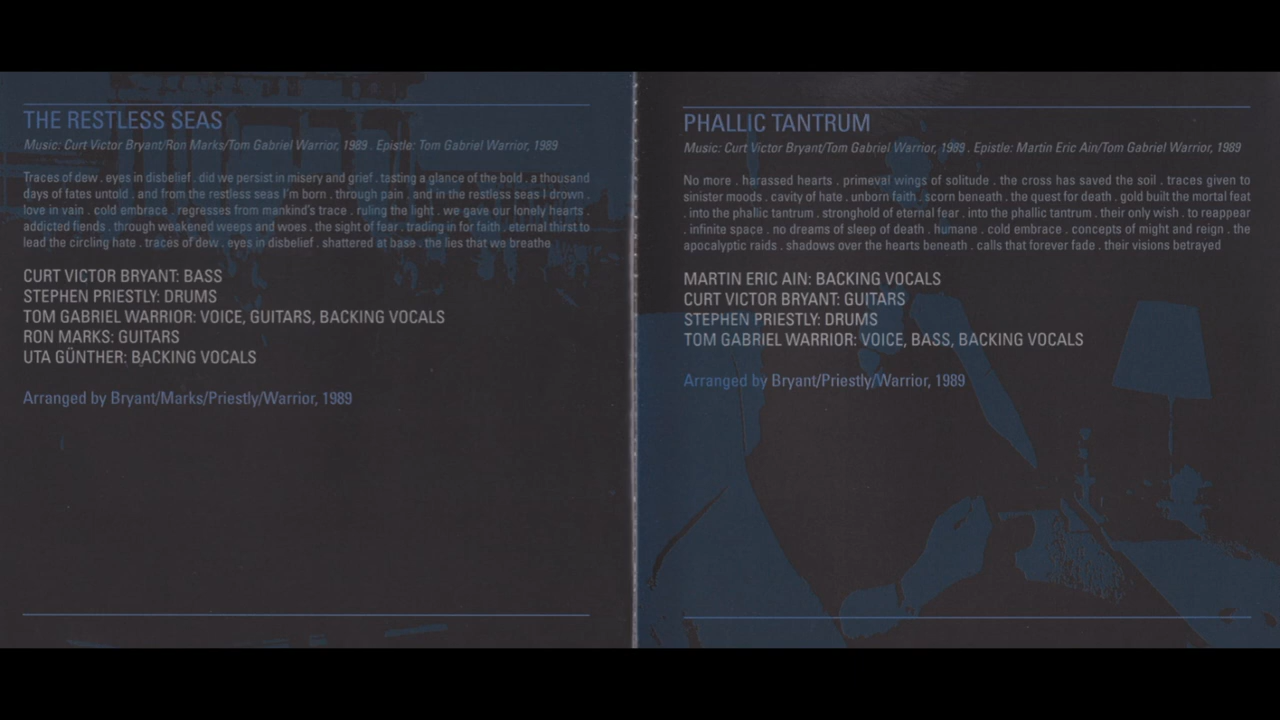 THE RESTLESS SEAS
Music: Curt Victor Bryant/Ron Marks/Tom Gabriel Warrior, 1989 . Epistle: Tom Gabriel Warrior, 1989
Traces of dew . eyes in disbelief . did we persist in misery and grief . tasting a glance of the bold . a thousand
days of fates untold . and from the restless seas I'm born . through pain . and in the restless seas I drown .
love in vain . cold embrace . regresses from mankind's trace . ruling the light . we gave our lonely hearts .
addicted fiends . through weakened weeps and woes . the sight of fear . trading in for faith . eternal thirst to
lead the circling hate . traces of dew . eyes in disbelief . shattered at base . the lies that we breathe
CURT VICTOR BRYANT: BASS
STEPHEN PRIESTLY: DRUMS
TOM GABRIEL WARRIOR: VOICE, GUITARS, BACKING VOCALS
RON MARKS: GUITARS
UTA GÜNTHER: BACKING VOCALS
Arranged by Bryant/Marks/Priestly/Warrior, 1989
PHALLIC TANTRUM
Music: Curt Victor Bryant/Tom Gabriel Warrior, 1989 . Epistle: Martin Eric Ain/Tom Gabriel Warrior, 1989
No more . harassed hearts . primeval wings of solitude . the cross has saved the soil . traces given to
sinister moods . cavity of hate . unborn faith . scorn beneath . the quest for death . gold built the mortal feat
. into the phallic tantrum . stronghold of eternal fear . into the phallic tantrum . their only wish . to reappear
. infinite space . no dreams of sleep of death . humane . cold embrace . concepts of might and reign . the
apocalyptic raids . shadows over the hearts beneath . calls that forever fade . their visions betrayed
MARTIN ERIC AIN: BACKING VOCALS
CURT VICTOR BRYANT: GUITARS
STEPHEN PRIESTLY: DRUMS
TOM GABRIEL WARRIOR: VOICE, BASS, BACKING VOCALS
Arranged by Bryant/Priestly/Warrior, 1989